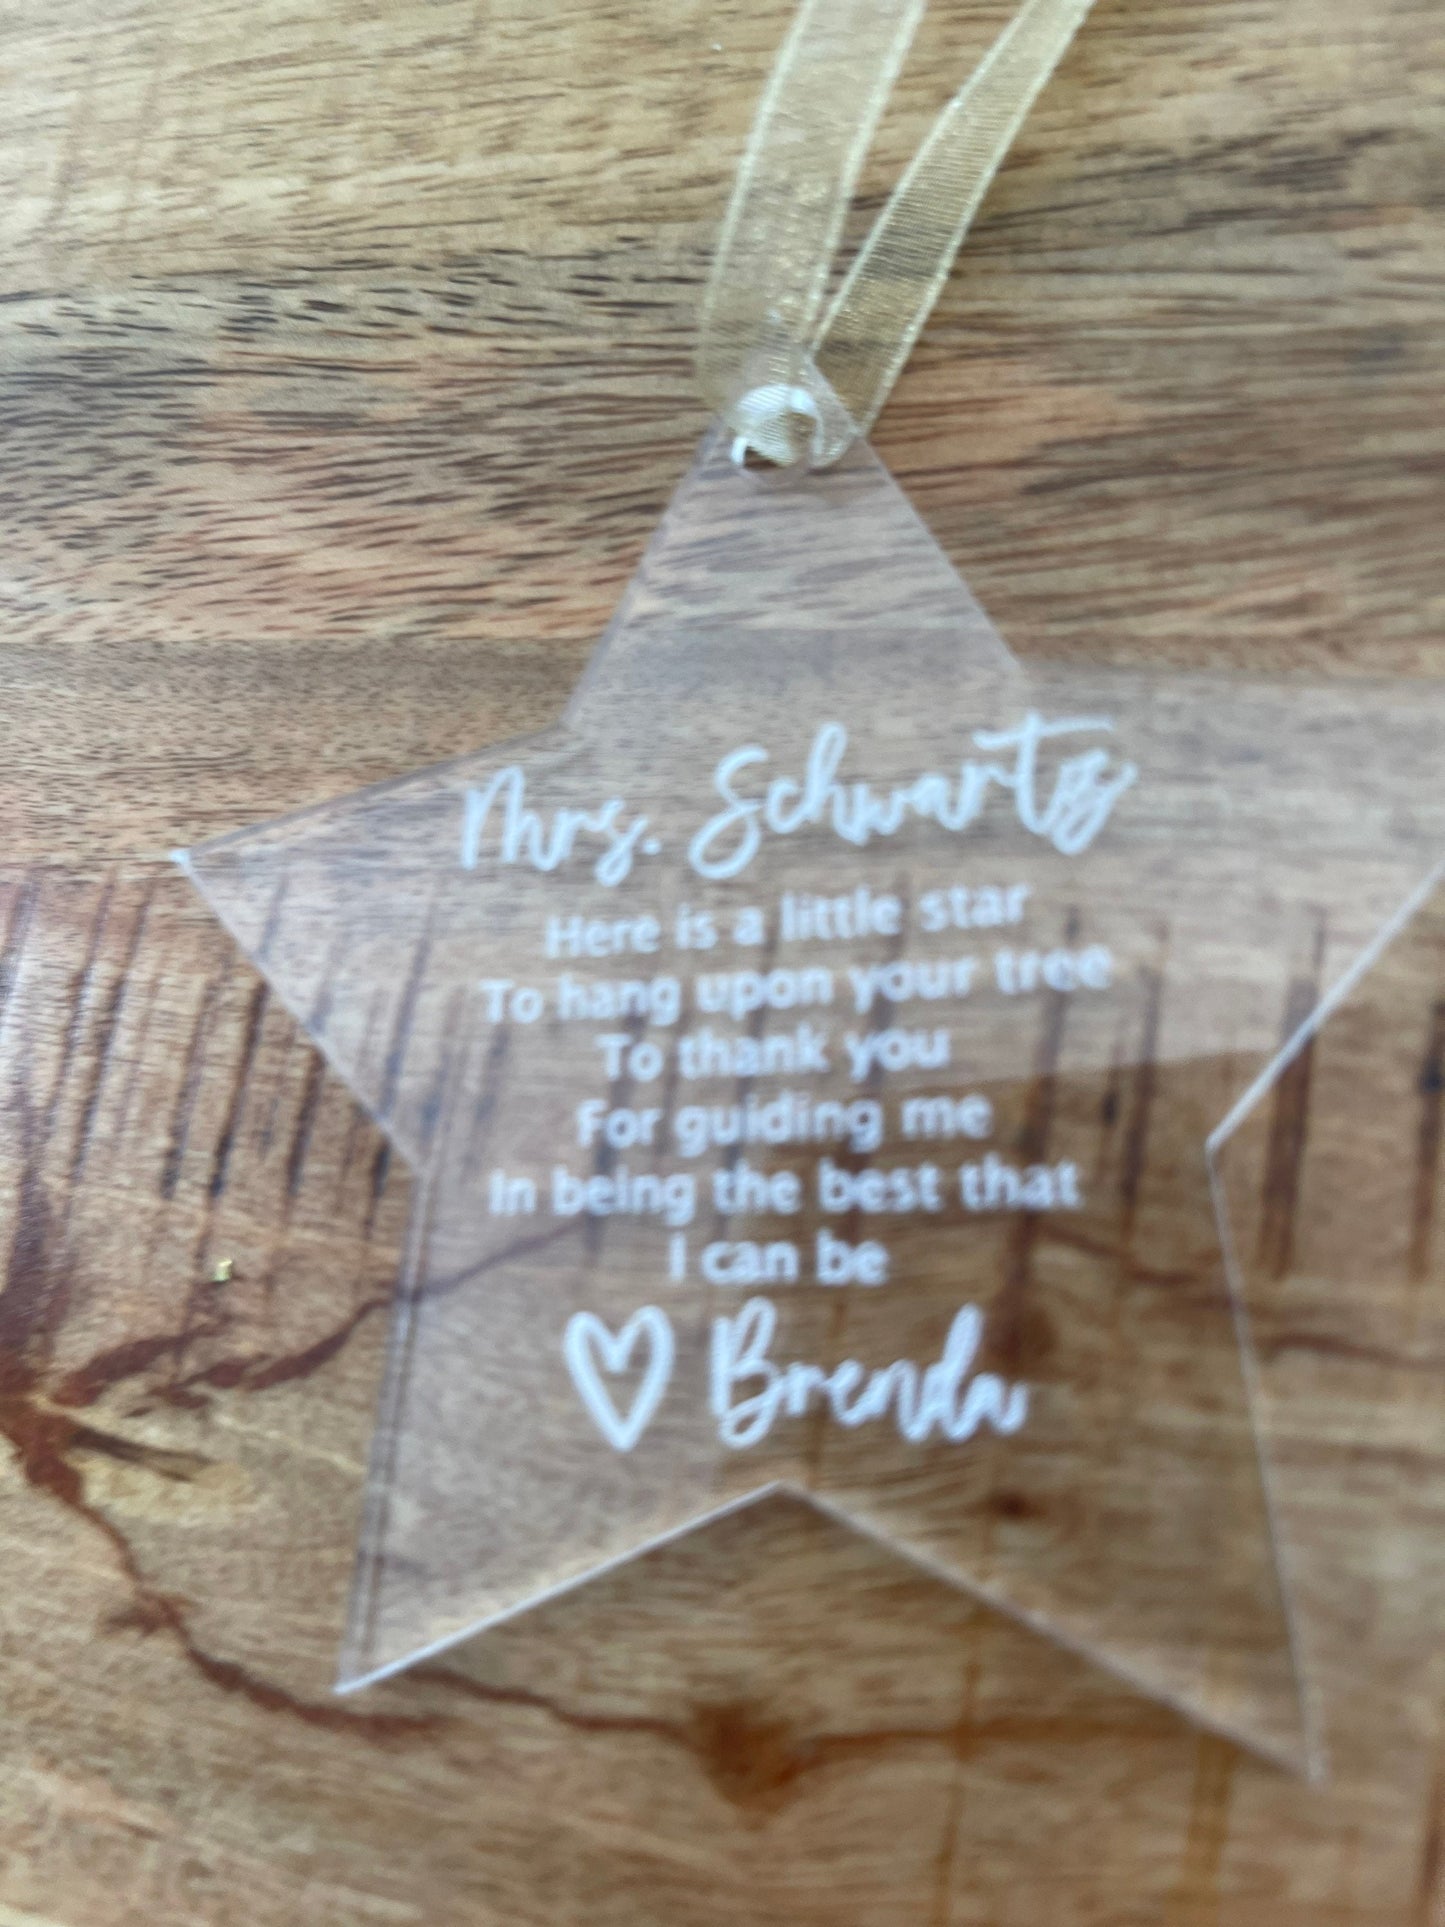 Mrs. Schwartz
Here is a little star
To hang upon your tree
To thank you
For guiding me
In being the best that
I can be
♡ Brenda